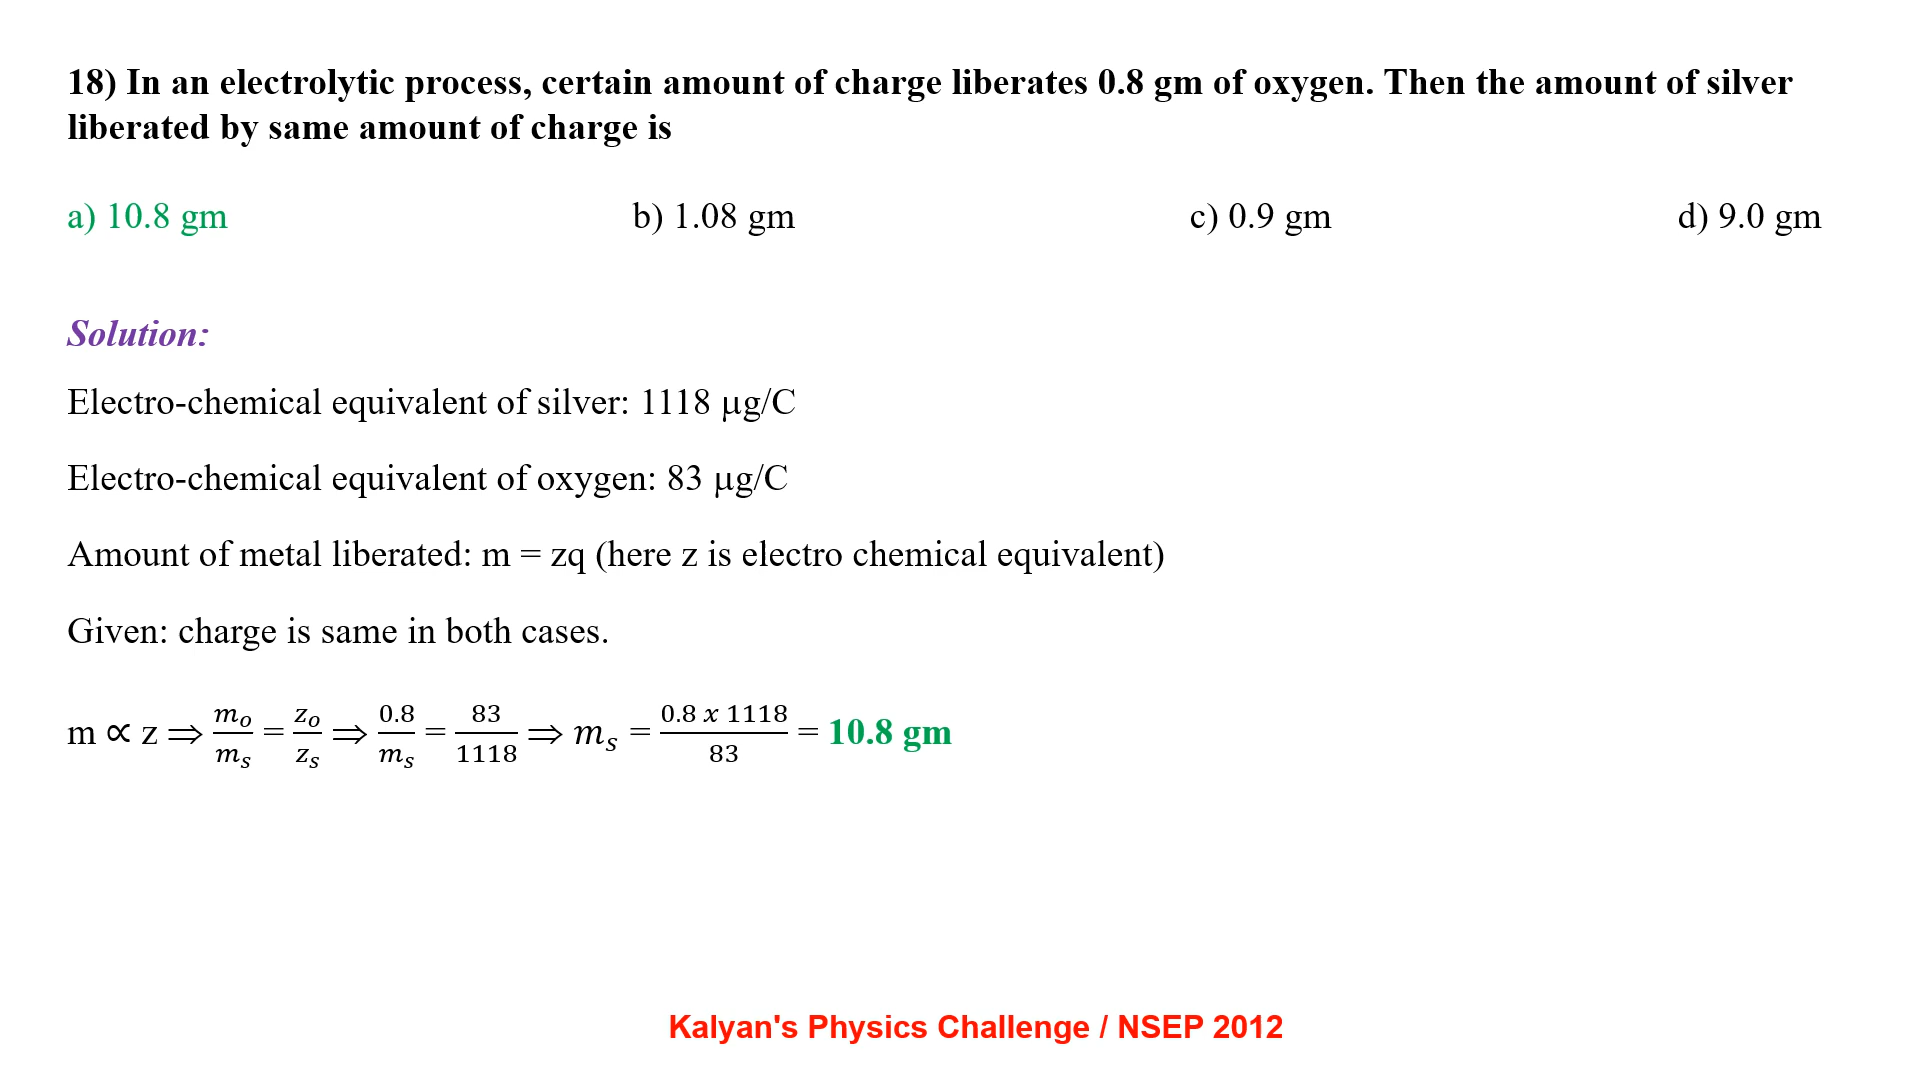 18) In an electrolytic process, certain amount of charge liberates 0.8 gm of oxygen. Then the amount of silver
liberated by same amount of charge is
a) 10.8 gm b) 1.08 gm c) 0.9 gm d) 9.0 gm
Solution:
Electro-chemical equivalent of silver: 1118 μg/C
Electro-chemical equivalent of oxygen: 83 μg/C
Amount of metal liberated: m = zq (here z is electro chemical equivalent)
Given: charge is same in both cases.
m ∝ z ⇒ m_o/m_s = z_o/z_s ⇒ 0.8/m_s = 83/1118 ⇒ m_s = 0.8 x 1118/83 = 10.8 gm
Kalyan's Physics Challenge / NSEP 2012